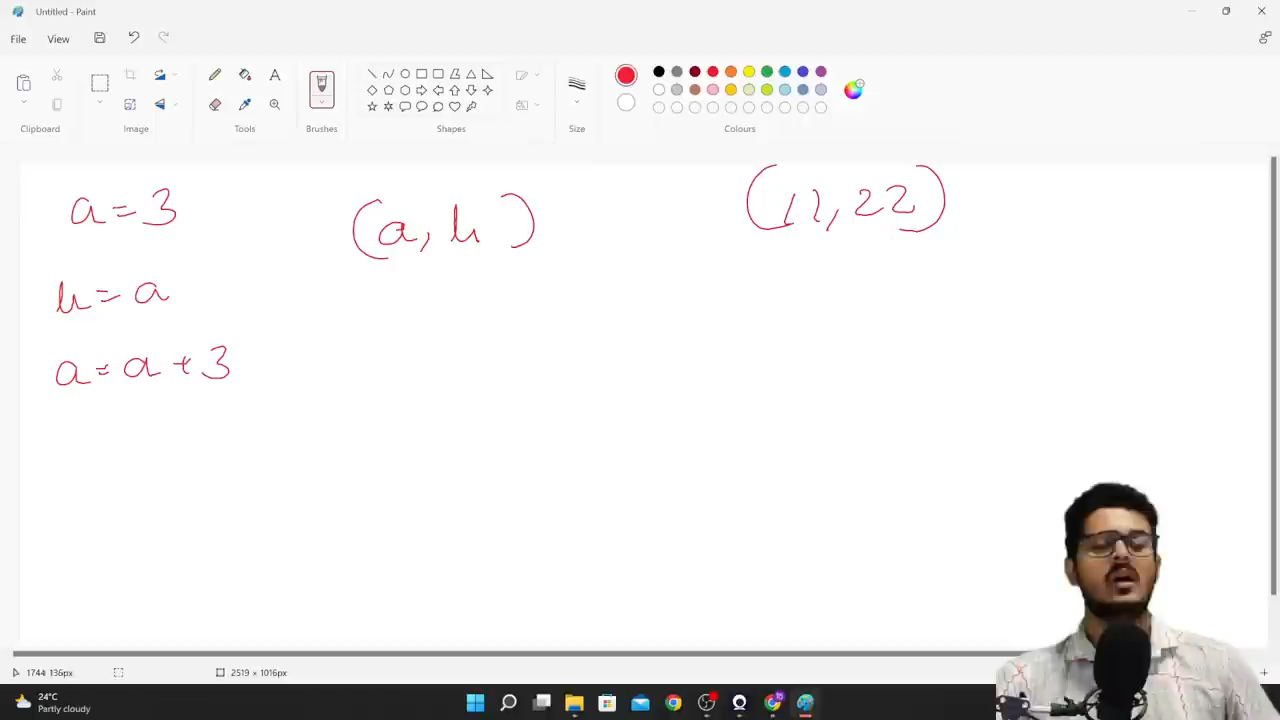 Untitled - Paint
File View
Clipboard
Image
Tools
Brushes
Shapes
Size
Colours
a = 3
(a, b)
(11, 22)
b = a
a = a + 3
1744, 136px
2519 × 1016px
24°C
Partly cloudy